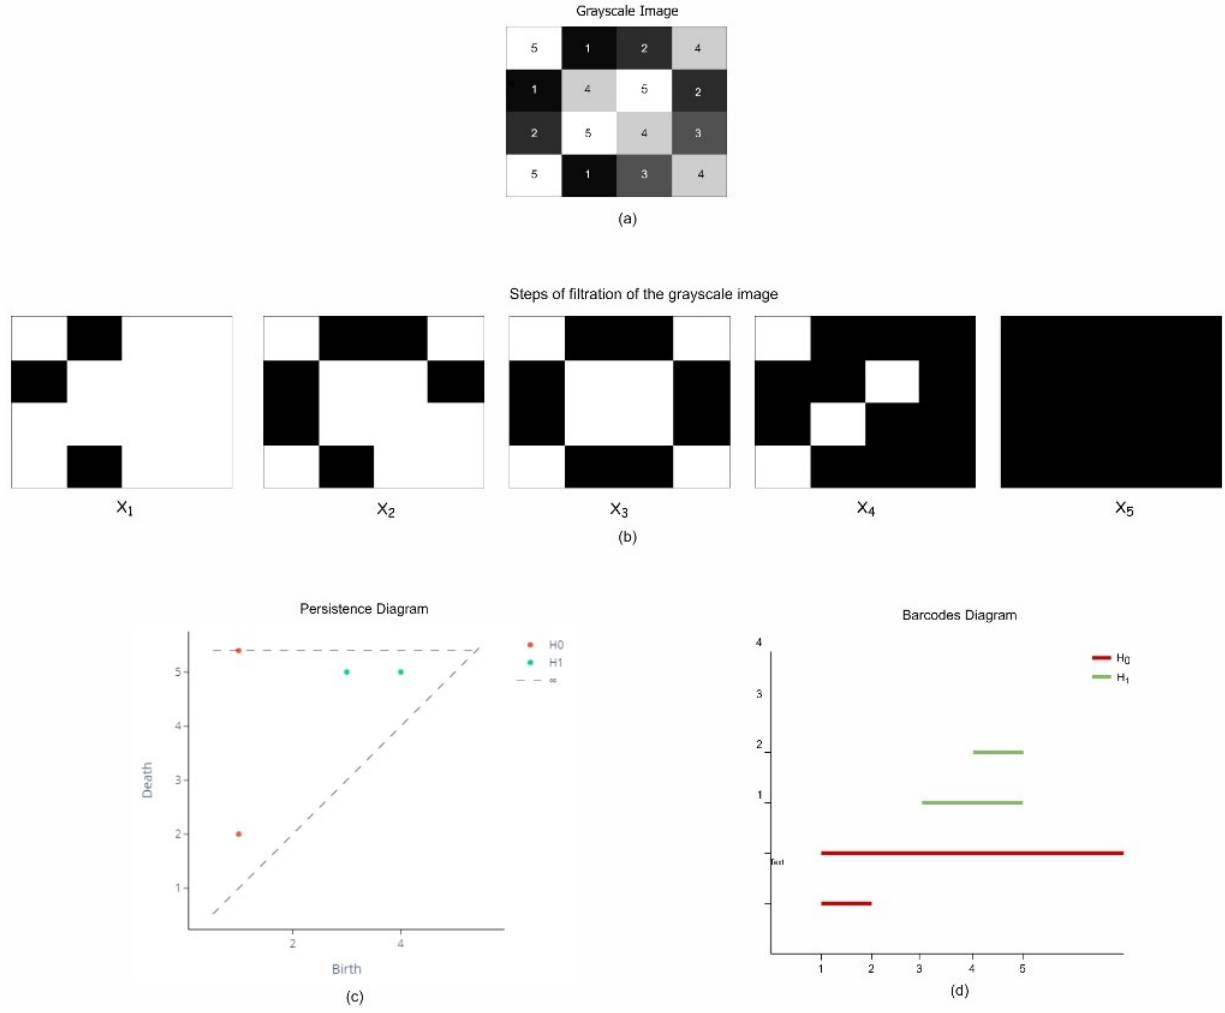 Grayscale Image
5 1 2 4
1 4 5 2
2 5 4 3
5 1 3 4
(a)
Steps of filtration of the grayscale image
X1 X2 X3 X4 X5
(b)
Persistence Diagram
H0
H1
∞
5
4
3
2
1
Death
2 4
Birth
(c)
Barcodes Diagram
4
H0
H1
3
2
1
Text
1 2 3 4 5
(d)